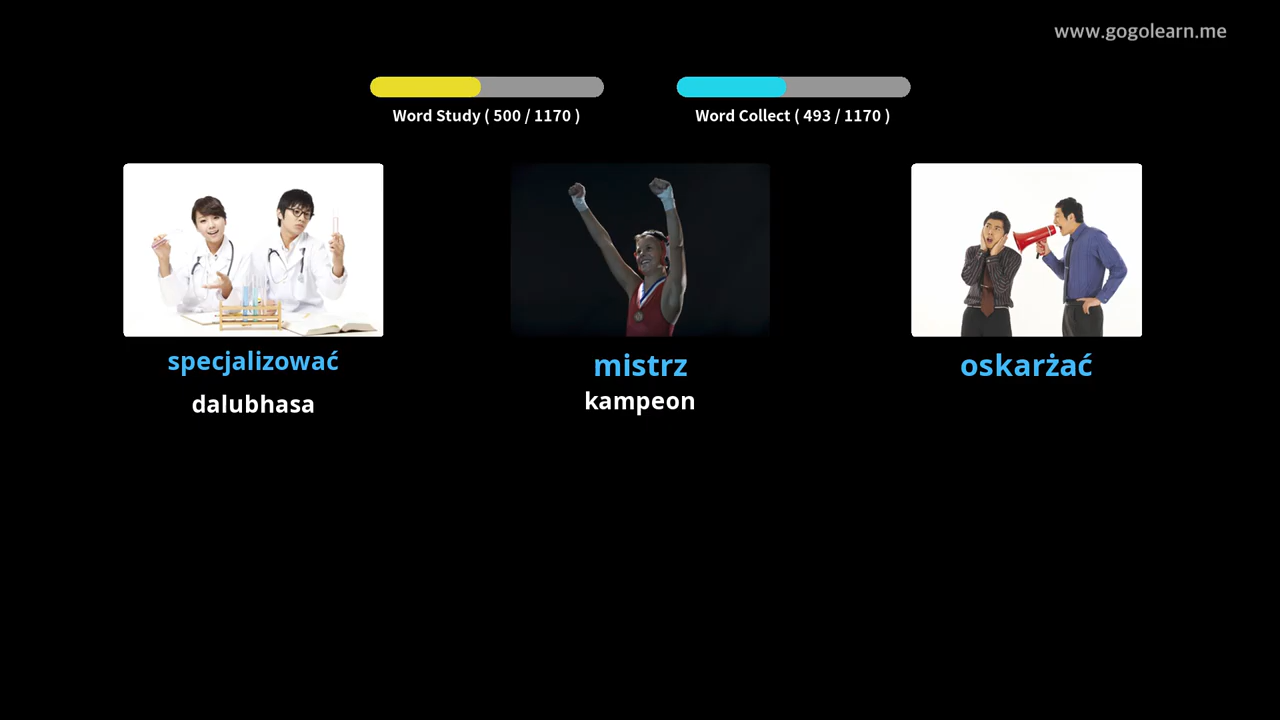 www.gogolearn.me
Word Study ( 500 / 1170 )
Word Collect ( 493 / 1170 )
specjalizować
dalubhasa
mistrz
kampeon
oskarżać